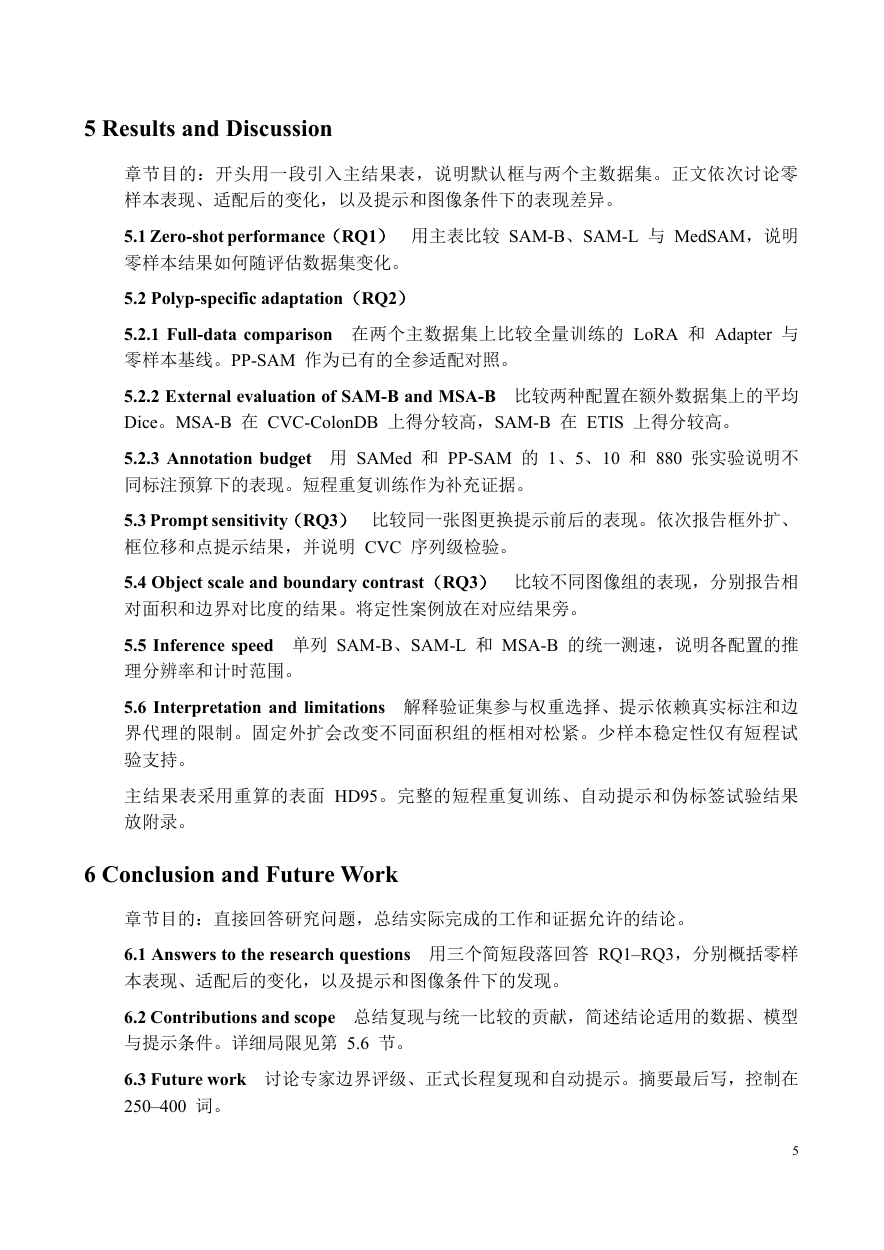 5 Results and Discussion
章节目的：开头用一段引入主结果表，说明默认框与两个主数据集。正文依次讨论零
样本表现、适配后的变化，以及提示和图像条件下的表现差异。
5.1 Zero-shot performance（RQ1） 用主表比较 SAM-B、SAM-L 与 MedSAM，说明
零样本结果如何随评估数据集变化。
5.2 Polyp-specific adaptation（RQ2）
5.2.1 Full-data comparison 在两个主数据集上比较全量训练的 LoRA 和 Adapter 与
零样本基线。PP-SAM 作为已有的全参适配对照。
5.2.2 External evaluation of SAM-B and MSA-B 比较两种配置在额外数据集上的平均
Dice。MSA-B 在 CVC-ColonDB 上得分较高，SAM-B 在 ETIS 上得分较高。
5.2.3 Annotation budget 用 SAMed 和 PP-SAM 的 1、5、10 和 880 张实验说明不
同标注预算下的表现。短程重复训练作为补充证据。
5.3 Prompt sensitivity（RQ3） 比较同一张图更换提示前后的表现。依次报告框外扩、
框位移和点提示结果，并说明 CVC 序列级检验。
5.4 Object scale and boundary contrast（RQ3） 比较不同图像组的表现，分别报告相
对面积和边界对比度的结果。将定性案例放在对应结果旁。
5.5 Inference speed 单列 SAM-B、SAM-L 和 MSA-B 的统一测速，说明各配置的推
理分辨率和计时范围。
5.6 Interpretation and limitations 解释验证集参与权重选择、提示依赖真实标注和边
界代理的限制。固定外扩会改变不同面积组的框相对松紧。少样本稳定性仅有短程试
验支持。
主结果表采用重算的表面 HD95。完整的短程重复训练、自动提示和伪标签试验结果
放附录。
6 Conclusion and Future Work
章节目的：直接回答研究问题，总结实际完成的工作和证据允许的结论。
6.1 Answers to the research questions 用三个简短段落回答 RQ1–RQ3，分别概括零样
本表现、适配后的变化，以及提示和图像条件下的发现。
6.2 Contributions and scope 总结复现与统一比较的贡献，简述结论适用的数据、模型
与提示条件。详细局限见第 5.6 节。
6.3 Future work 讨论专家边界评级、正式长程复现和自动提示。摘要最后写，控制在
250–400 词。
5